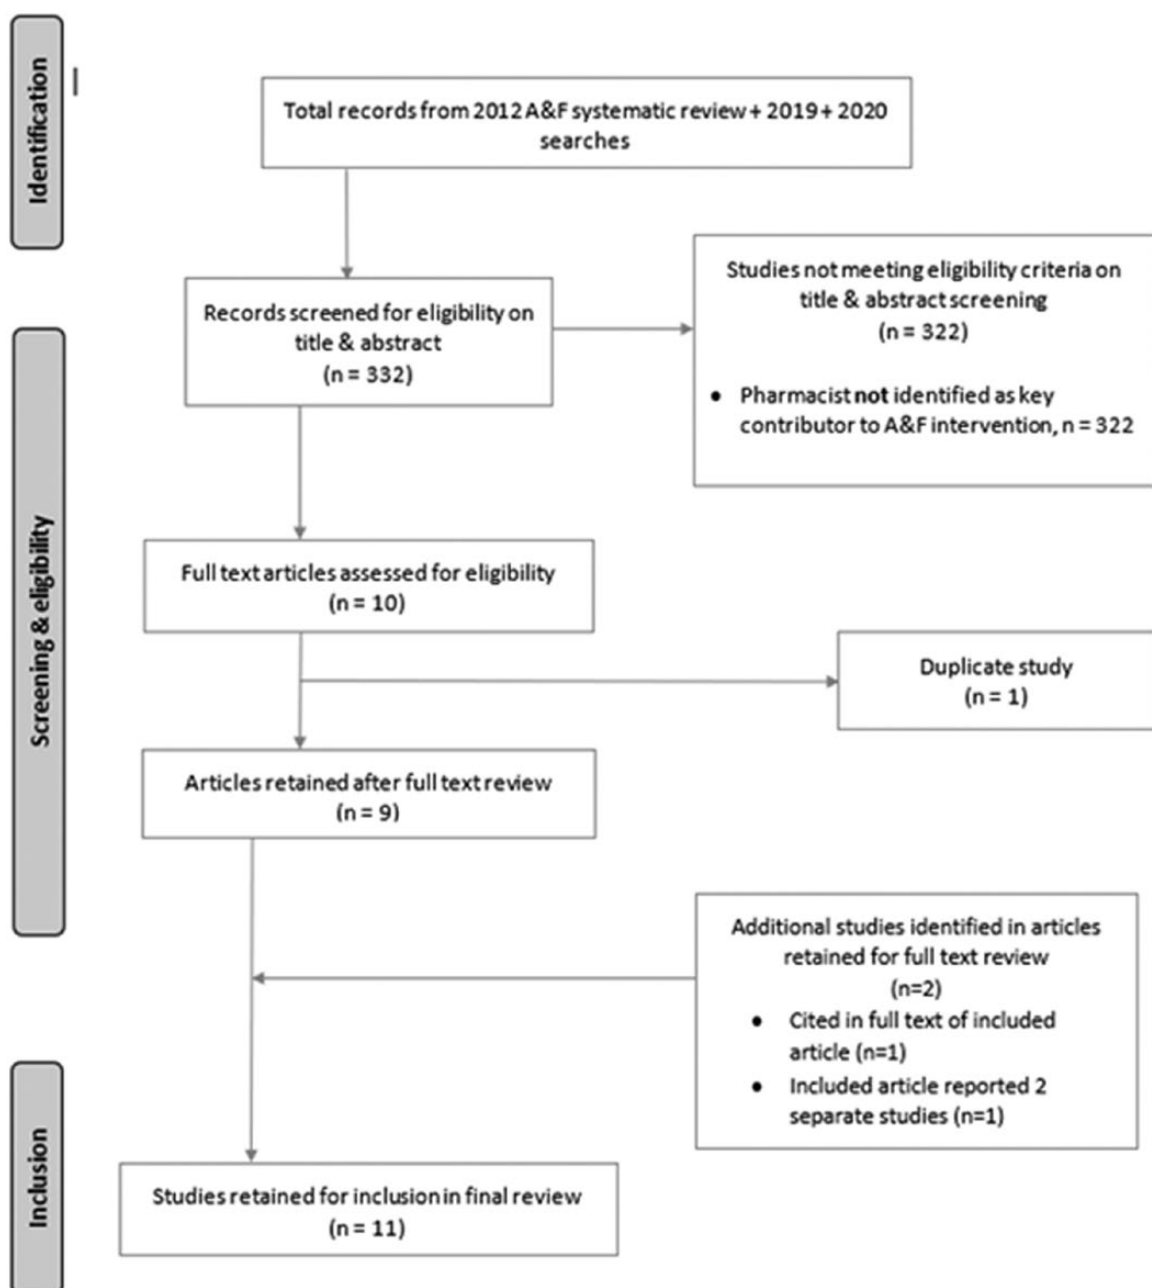 Identification
Total records from 2012 A&F systematic review + 2019 + 2020
searches
Records screened for eligibility on
title & abstract
(n = 332)
Studies not meeting eligibility criteria on
title & abstract screening
(n = 322)
• Pharmacist not identified as key
contributor to A&F intervention, n = 322
Screening & eligibility
Full text articles assessed for eligibility
(n = 10)
Duplicate study
(n = 1)
Articles retained after full text review
(n = 9)
Additional studies identified in articles
retained for full text review
(n=2)
• Cited in full text of included
article (n=1)
• Included article reported 2
separate studies (n=1)
Inclusion
Studies retained for inclusion in final review
(n = 11)